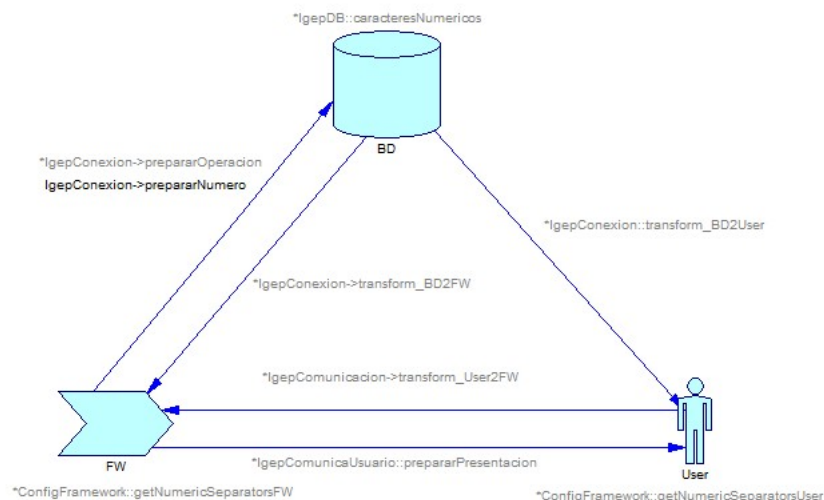 *IgepDB::caracteresNumericos
BD
*IgepConexion->prepararOperacion
IgepConexion->prepararNumero
*IgepConexion::transform_BD2User
*IgepConexion->transform_BD2FW
*IgepComunicacion->transform_User2FW
FW
*IgepComunicaUsuario::prepararPresentacion
User
*ConfigFramework::getNumericSeparatorsFW
*ConfigFramework::getNumericSeparatorsUser